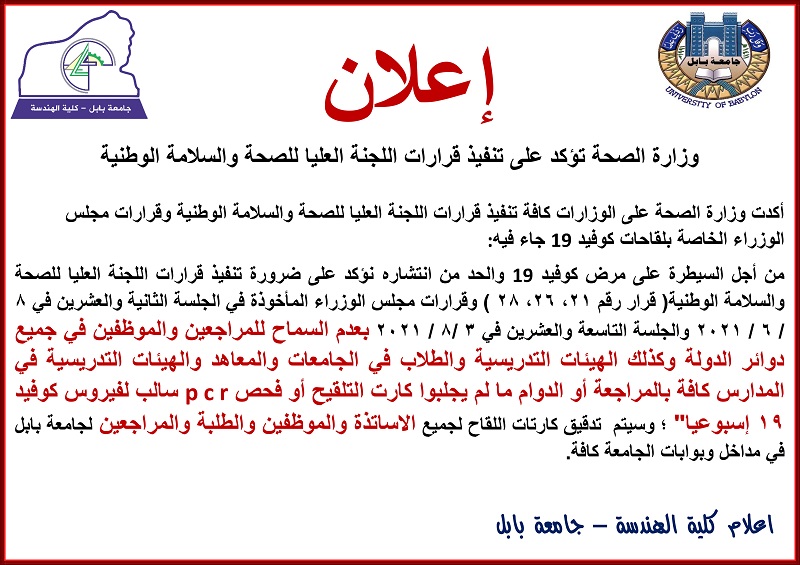 جامعة بابل
UNIVERSITY OF BABYLON
جامعة بابل - كلية الهندسة
إعلان
وزارة الصحة تؤكد على تنفيذ قرارات اللجنة العليا للصحة والسلامة الوطنية
أكدت وزارة الصحة على الوزارات كافة تنفيذ قرارات اللجنة العليا للصحة والسلامة الوطنية وقرارات مجلس
الوزراء الخاصة بلقاحات كوفيد 19 جاء فيه:
من أجل السيطرة على مرض كوفيد 19 والحد من انتشاره نؤكد على ضرورة تنفيذ قرارات اللجنة العليا للصحة
والسلامة الوطنية( قرار رقم ٢١، ٢٦، ٢٨ ) وقرارات مجلس الوزراء المأخوذة في الجلسة الثانية والعشرين في ٨
/ ٦ / ٢٠٢١ والجلسة التاسعة والعشرين في ٣ /٨ / ٢٠٢١ بعدم السماح للمراجعين والموظفين في جميع
دوائر الدولة وكذلك الهيئات التدريسية والطلاب في الجامعات والمعاهد والهيئات التدريسية في
المدارس كافة بالمراجعة أو الدوام ما لم يجلبوا كارت التلقيح أو فحص p c r سالب لفيروس كوفيد
١٩ إسبوعيا" ؛ وسيتم تدقيق كارتات اللقاح لجميع الاساتذة والموظفين والطلبة والمراجعين لجامعة بابل
في مداخل وبوابات الجامعة كافة.
اعلام كلية الهندسة – جامعة بابل